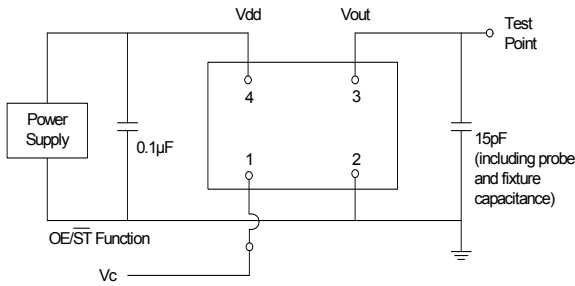 Vdd
Vout
Test
Point
4
3
Power
Supply
0.1µF
1
2
15pF
(including probe
and fixture
capacitance)
OE/S̅T̅ Function
Vc